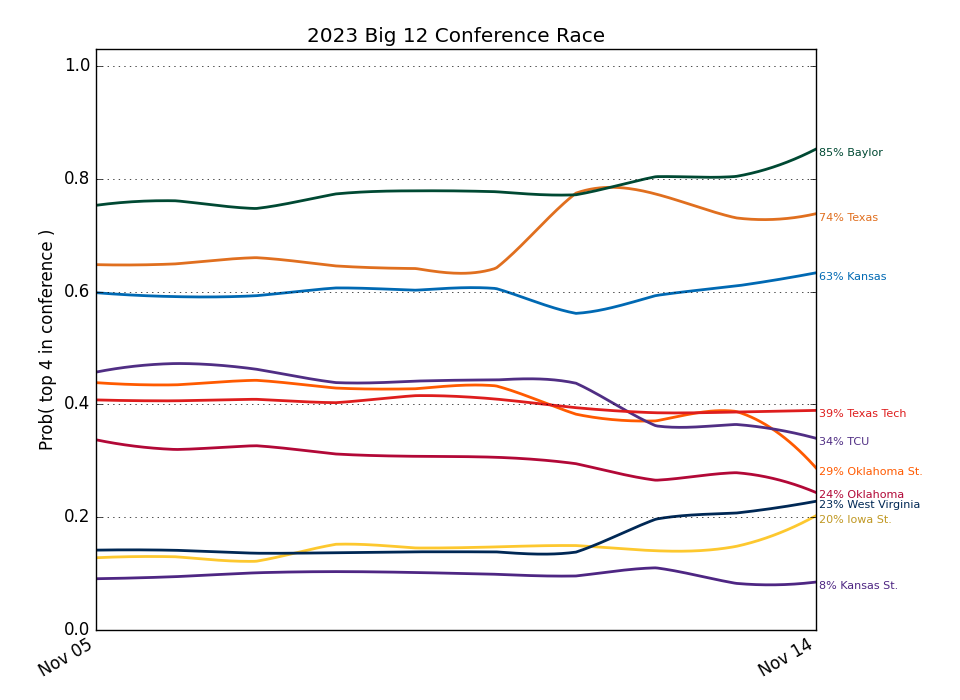 2023 Big 12 Conference Race
Prob( top 4 in conference )
1.0
0.8
0.6
0.4
0.2
0.0
Nov 05
Nov 14
85% Baylor
74% Texas
63% Kansas
39% Texas Tech
34% TCU
29% Oklahoma St.
24% Oklahoma
23% West Virginia
20% Iowa St.
8% Kansas St.